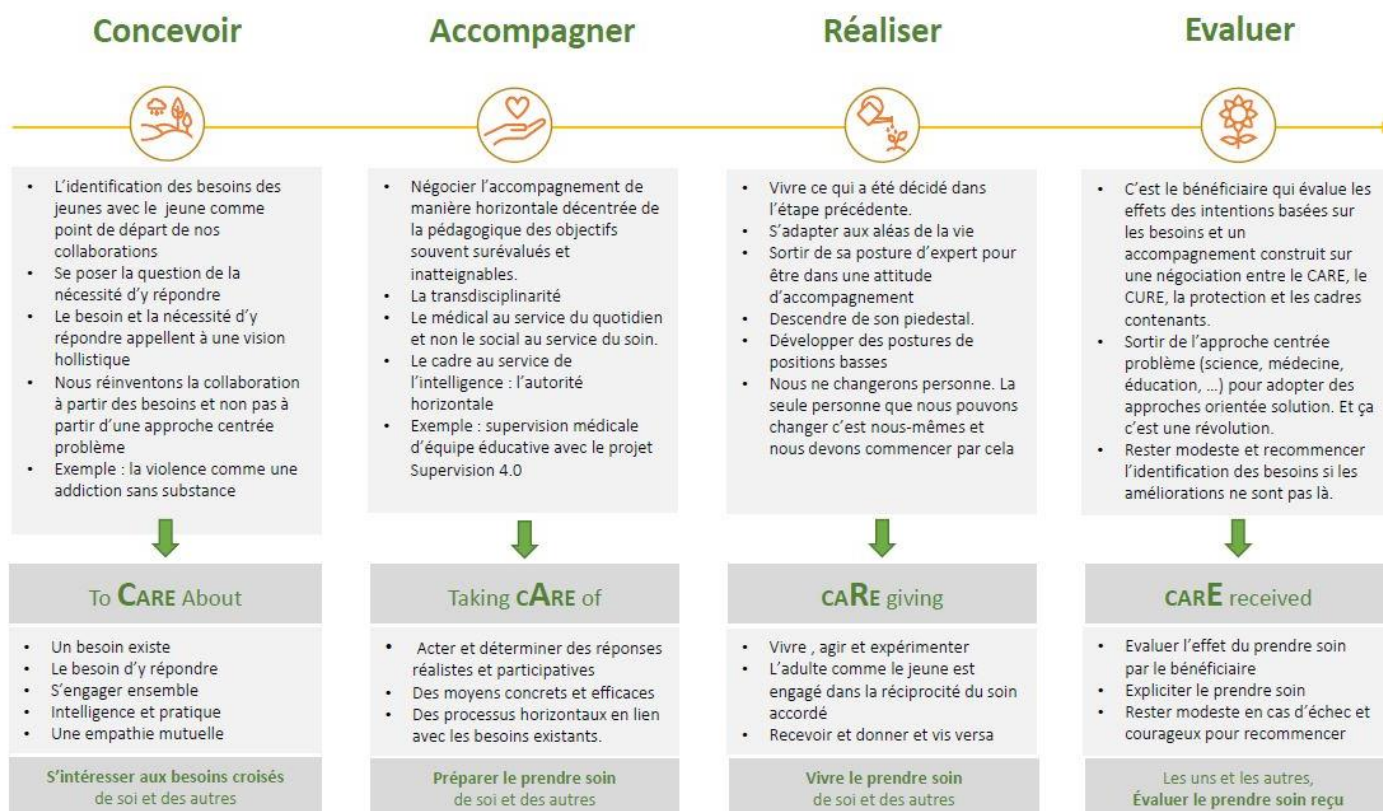 Concevoir
Accompagner
Réaliser
Evaluer
• L'identification des besoins des
jeunes avec le jeune comme
point de départ de nos
collaborations
• Se poser la question de la
nécessité d'y répondre
• Le besoin et la nécessité d'y
répondre appellent à une vision
hollistique
• Nous réinventons la collaboration
à partir des besoins et non pas à
partir d'une approche centrée
problème
• Exemple : la violence comme une
addiction sans substance
• Négocier l'accompagnement de
manière horizontale décentrée de
la pédagogique des objectifs
souvent surévalués et
inatteignables.
• La transdisciplinarité
• Le médical au service du quotidien
et non le social au service du soin.
• Le cadre au service de
l'intelligence : l'autorité
horizontale
• Exemple : supervision médicale
d'équipe éducative avec le projet
Supervision 4.0
• Vivre ce qui a été décidé dans
l'étape précédente.
• S'adapter aux aléas de la vie
• Sortir de sa posture d'expert pour
être dans une attitude
d'accompagnement
• Descendre de son piedestal.
• Développer des postures de
positions basses
• Nous ne changerons personne. La
seule personne que nous pouvons
changer c'est nous-mêmes et
nous devons commencer par cela
• C'est le bénéficiaire qui évalue les
effets des intentions basées sur
les besoins et un
accompagnement construit sur
une négociation entre le CARE, le
CURE, la protection et les cadres
contenants.
• Sortir de l'approche centrée
problème (science, médecine,
éducation, ...) pour adopter des
approches orientée solution. Et ça
c'est une révolution.
• Rester modeste et recommencer
l'identification des besoins si les
améliorations ne sont pas là.
To CARE About
Taking CARE of
CARE giving
CARE received
• Un besoin existe
• Le besoin d'y répondre
• S'engager ensemble
• Intelligence et pratique
• Une empathie mutuelle
• Acter et déterminer des réponses
réalistes et participatives
• Des moyens concrets et efficaces
• Des processus horizontaux en lien
avec les besoins existants.
• Vivre , agir et expérimenter
• L'adulte comme le jeune est
engagé dans la réciprocité du soin
accordé
• Recevoir et donner et vis versa
• Evaluer l'effet du prendre soin
par le bénéficiaire
• Expliciter le prendre soin
• Rester modeste en cas d'échec et
courageux pour recommencer
S'intéresser aux besoins croisés
de soi et des autres
Préparer le prendre soin
de soi et des autres
Vivre le prendre soin
de soi et des autres
Les uns et les autres,
Évaluer le prendre soin reçu